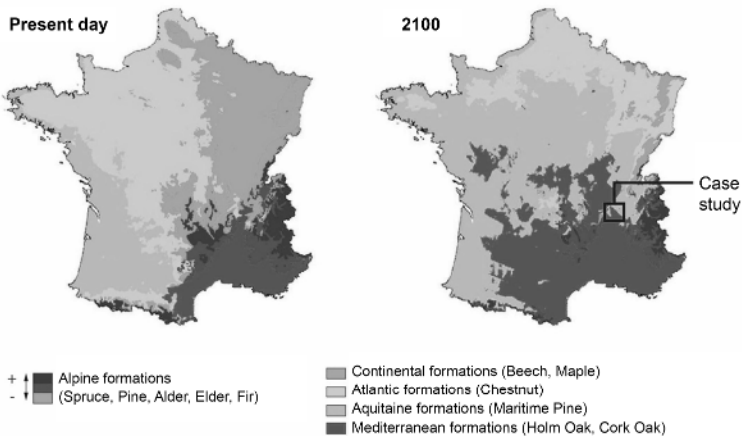 Present day
2100
Case
study
+
-
Alpine formations
(Spruce, Pine, Alder, Elder, Fir)
Continental formations (Beech, Maple)
Atlantic formations (Chestnut)
Aquitaine formations (Maritime Pine)
Mediterranean formations (Holm Oak, Cork Oak)